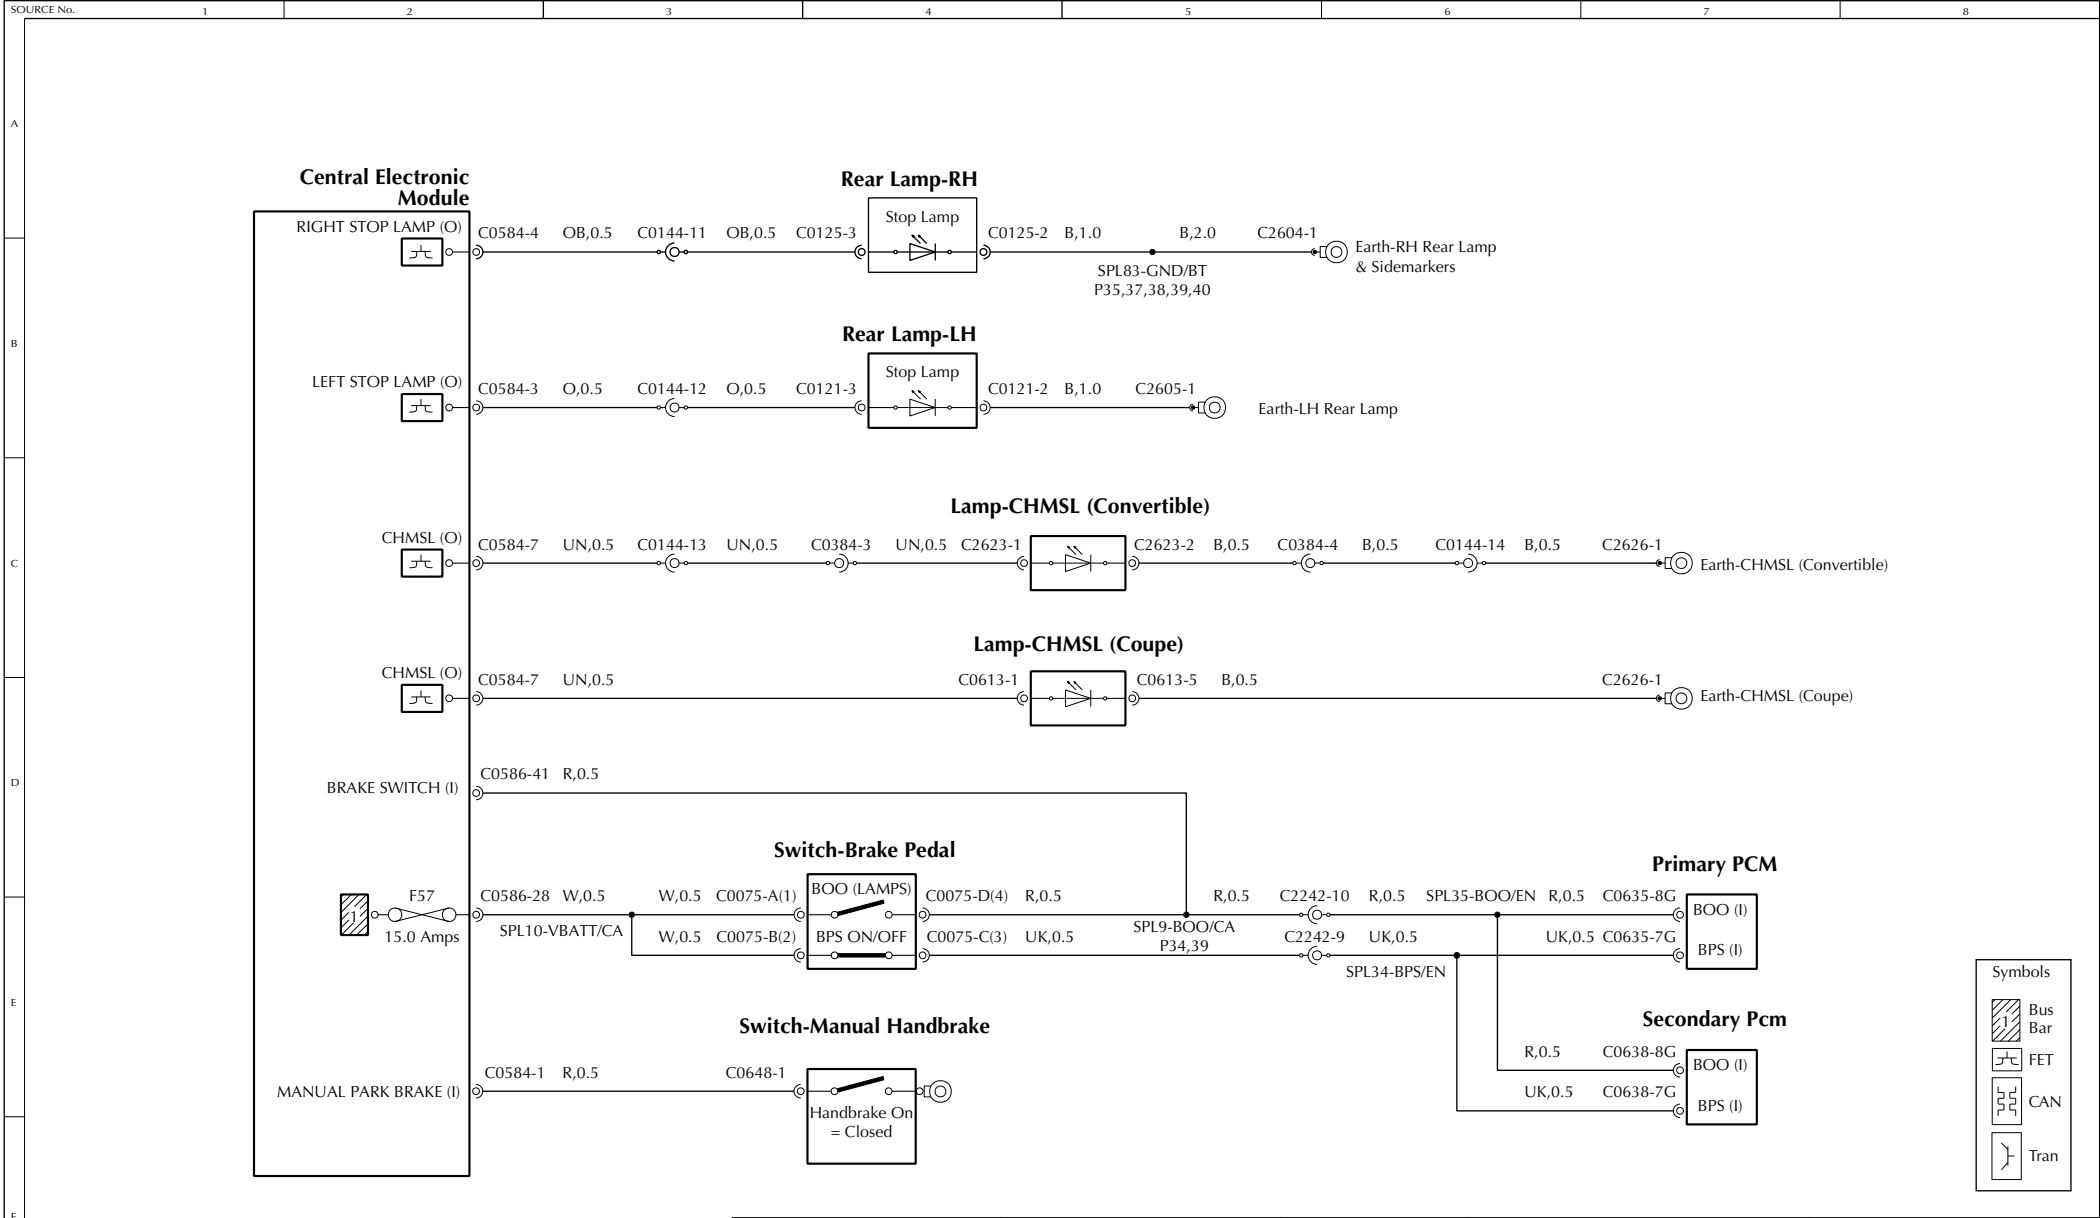 SOURCE No. 1 2 3 4 5 6 7 8
A
Central Electronic
Module
Rear Lamp-RH
RIGHT STOP LAMP (O) C0584-4 OB,0.5 C0144-11 OB,0.5 C0125-3 Stop Lamp C0125-2 B,1.0 B,2.0 C2604-1 Earth-RH Rear Lamp
& Sidemarkers
SPL83-GND/BT
P35,37,38,39,40
B
Rear Lamp-LH
LEFT STOP LAMP (O) C0584-3 O,0.5 C0144-12 O,0.5 C0121-3 Stop Lamp C0121-2 B,1.0 C2605-1 Earth-LH Rear Lamp
Lamp-CHMSL (Convertible)
C
CHMSL (O) C0584-7 UN,0.5 C0144-13 UN,0.5 C0384-3 UN,0.5 C2623-1 C2623-2 B,0.5 C0384-4 B,0.5 C0144-14 B,0.5 C2626-1 Earth-CHMSL (Convertible)
Lamp-CHMSL (Coupe)
CHMSL (O) C0584-7 UN,0.5 C0613-1 C0613-5 B,0.5 C2626-1 Earth-CHMSL (Coupe)
D
BRAKE SWITCH (I) C0586-41 R,0.5
Switch-Brake Pedal
Primary PCM
1 F57 C0586-28 W,0.5 W,0.5 C0075-A(1) BOO (LAMPS) C0075-D(4) R,0.5 R,0.5 C2242-10 R,0.5 SPL35-BOO/EN R,0.5 C0635-8G BOO (I)
15.0 Amps SPL10-VBATT/CA W,0.5 C0075-B(2) BPS ON/OFF C0075-C(3) UK,0.5 SPL9-BOO/CA C2242-9 UK,0.5 UK,0.5 C0635-7G BPS (I)
P34,39
SPL34-BPS/EN
E
Switch-Manual Handbrake
Secondary Pcm
R,0.5 C0638-8G BOO (I)
UK,0.5 C0638-7G BPS (I)
MANUAL PARK BRAKE (I) C0584-1 R,0.5 C0648-1
Handbrake On
= Closed
Symbols
1 Bus
Bar
FET
CAN
Tran
F